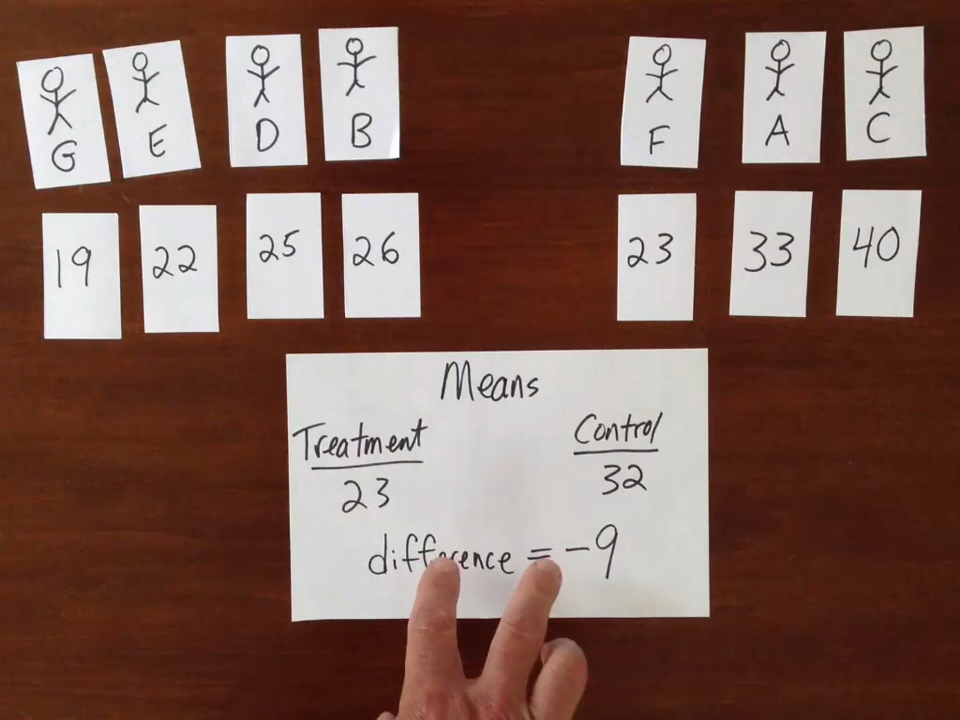 G E D B F A C
19 22 25 26 23 33 40
Means
Treatment Control
23 32
difference = -9